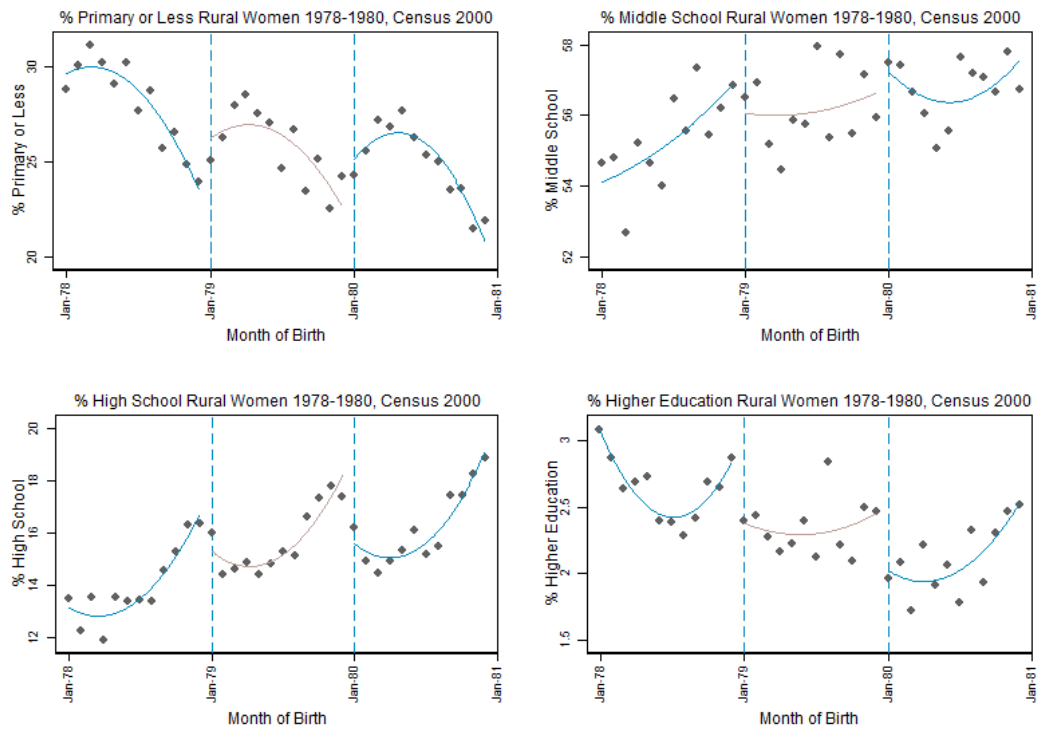 % Primary or Less Rural Women 1978-1980, Census 2000
% Primary or Less
30
25
20
Jan-78
Jan-79
Jan-80
Jan-81
Month of Birth
% Middle School Rural Women 1978-1980, Census 2000
% Middle School
58
56
54
52
Jan-78
Jan-79
Jan-80
Jan-81
Month of Birth
% High School Rural Women 1978-1980, Census 2000
% High School
20
18
16
14
12
Jan-78
Jan-79
Jan-80
Jan-81
Month of Birth
% Higher Education Rural Women 1978-1980, Census 2000
% Higher Education
3
2.5
2
1.5
Jan-78
Jan-79
Jan-80
Jan-81
Month of Birth